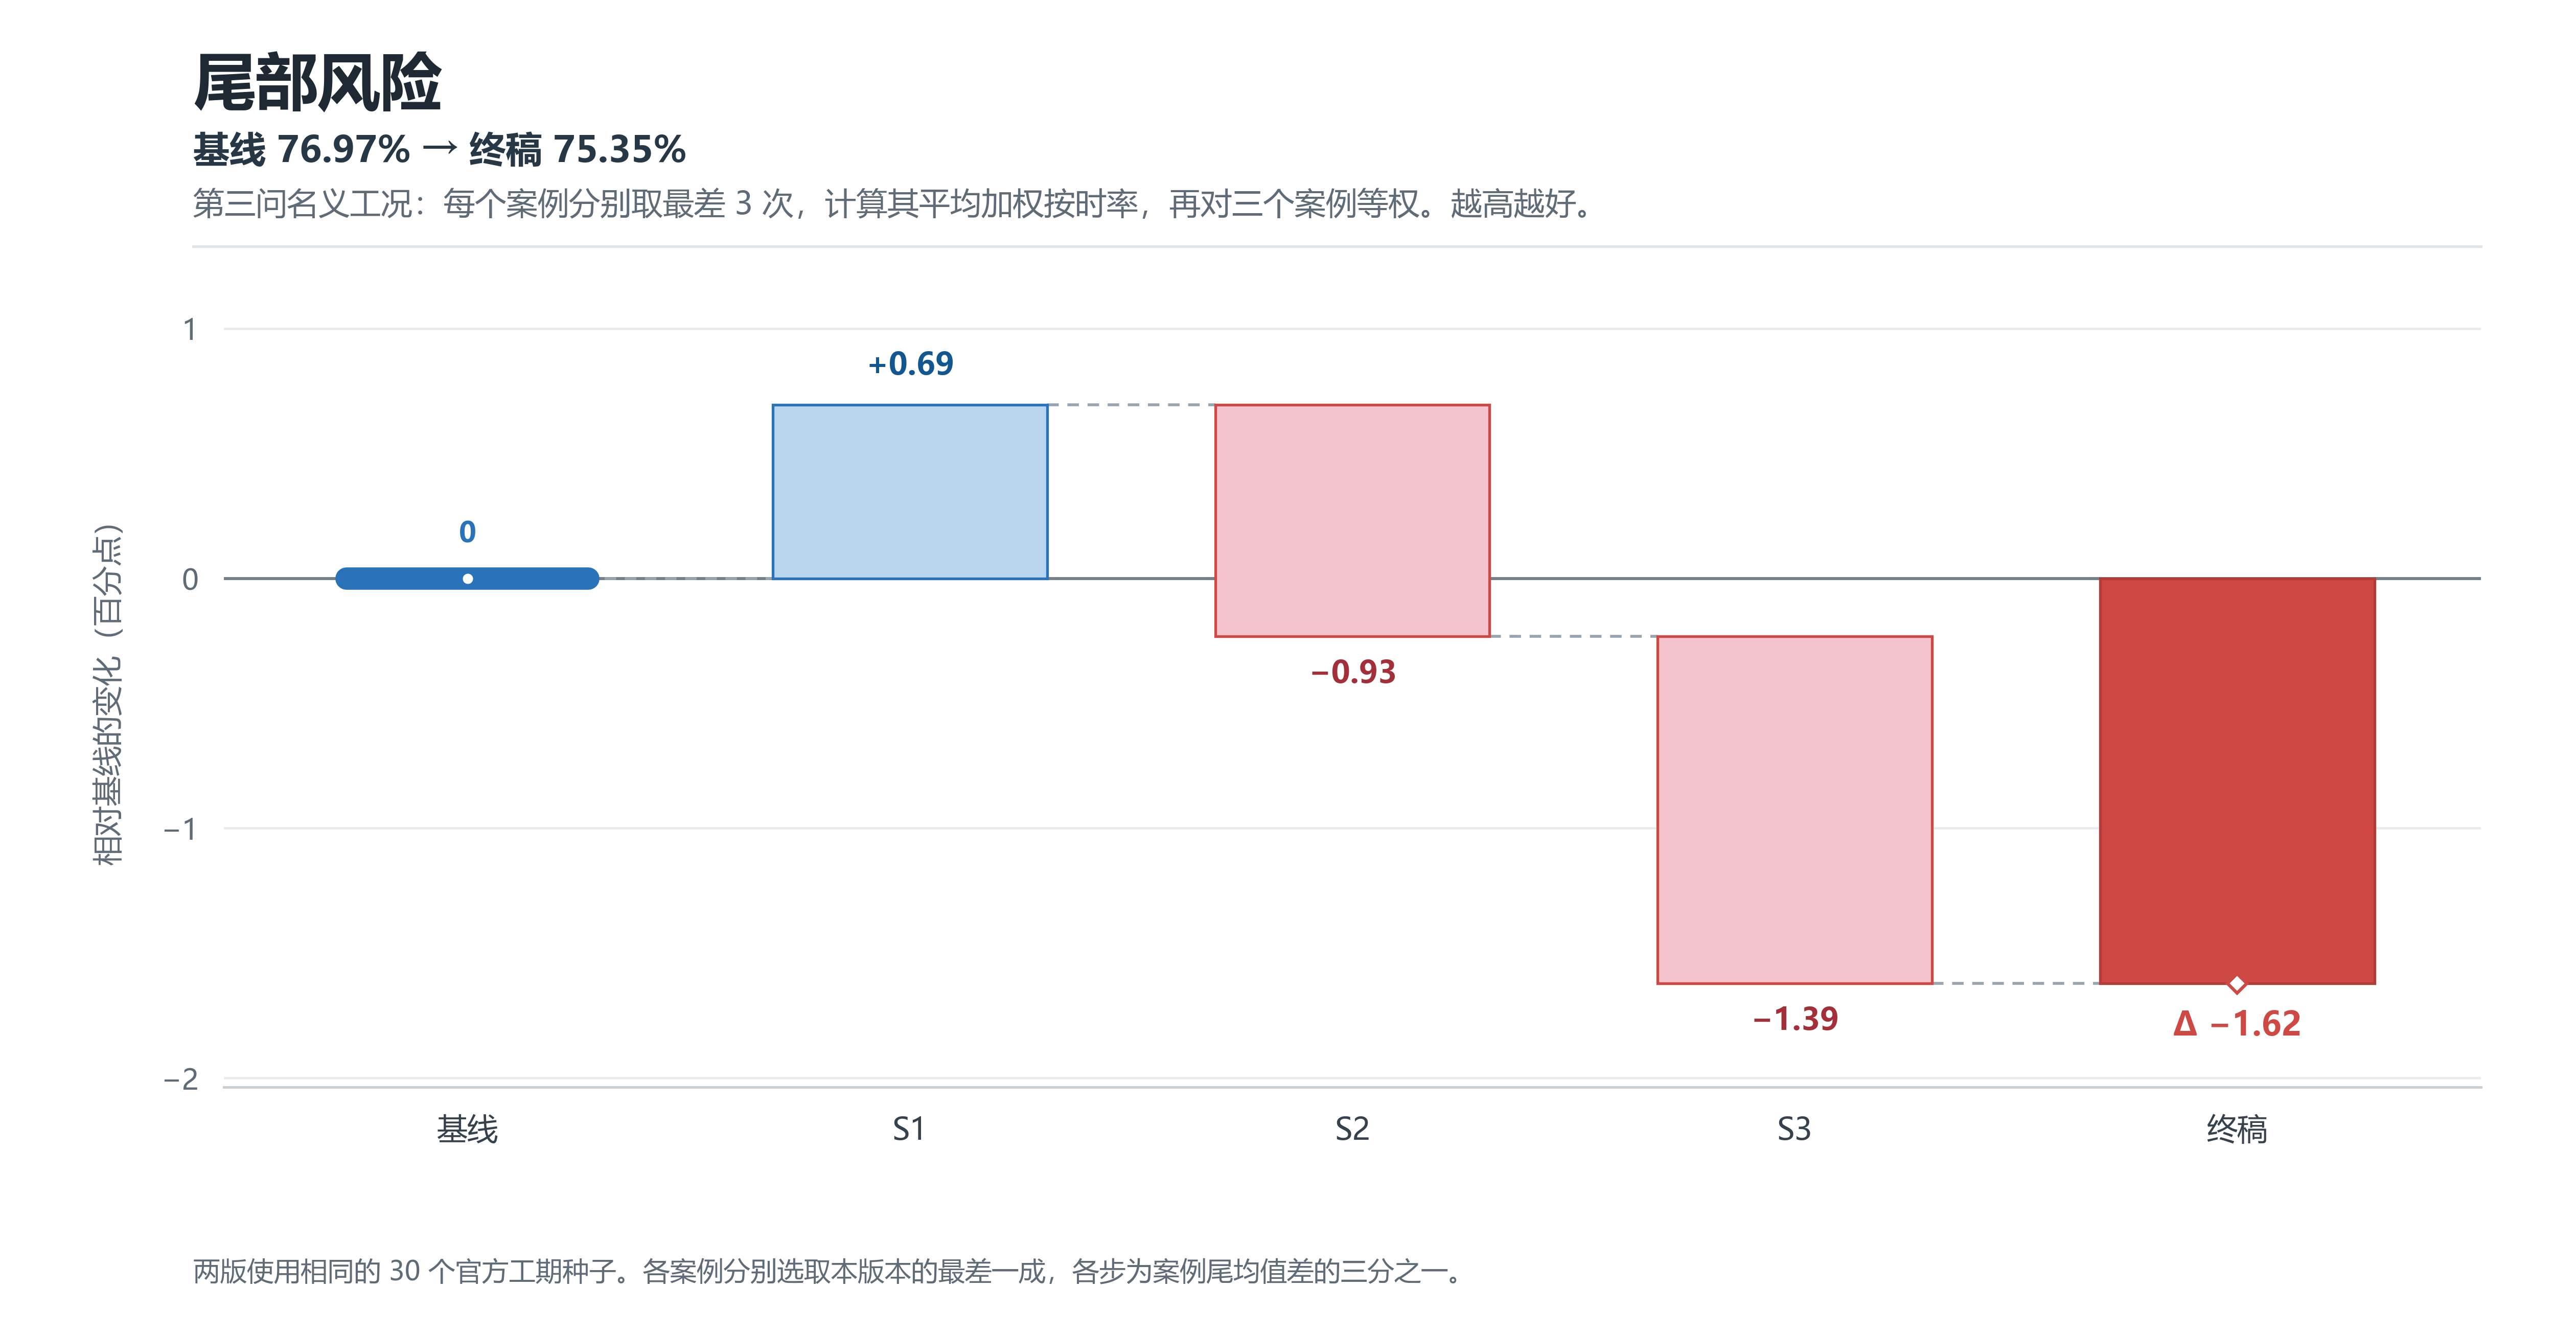 尾部风险
基线 76.97% → 终稿 75.35%
第三问名义工况：每个案例分别取最差 3 次，计算其平均加权按时率，再对三个案例等权。越高越好。
相对基线的变化（百分点）
1
0
−1
−2
0
+0.69
−0.93
−1.39
Δ −1.62
基线
S1
S2
S3
终稿
两版使用相同的 30 个官方工期种子。各案例分别选取本版本的最差一成，各步为案例尾均值差的三分之一。